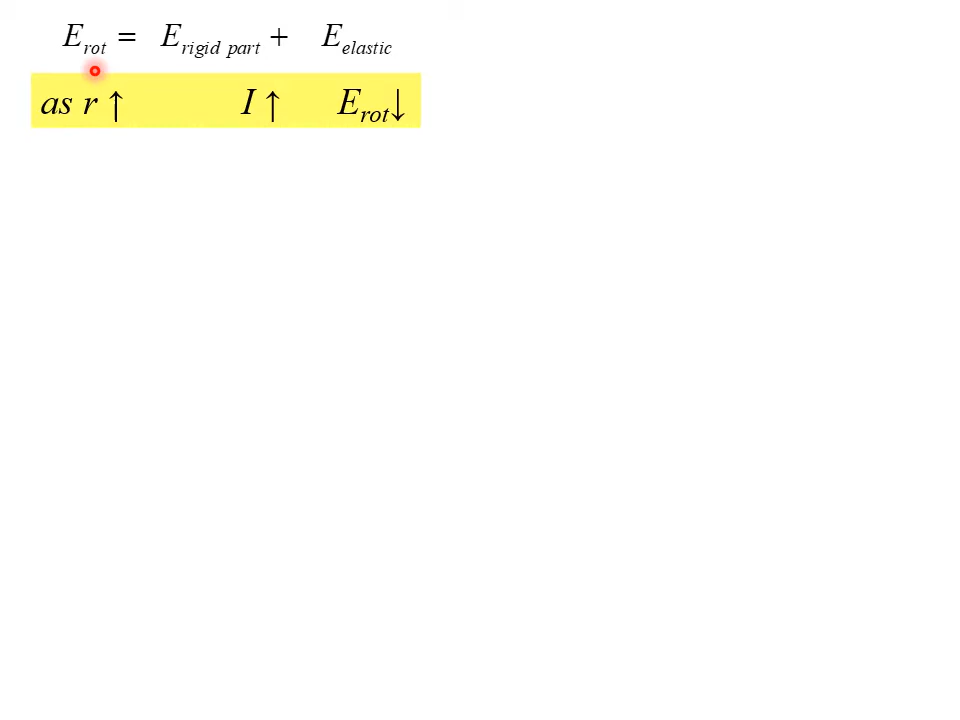 E_rot = E_rigid part + E_elastic
as r ↑ I ↑ E_rot↓